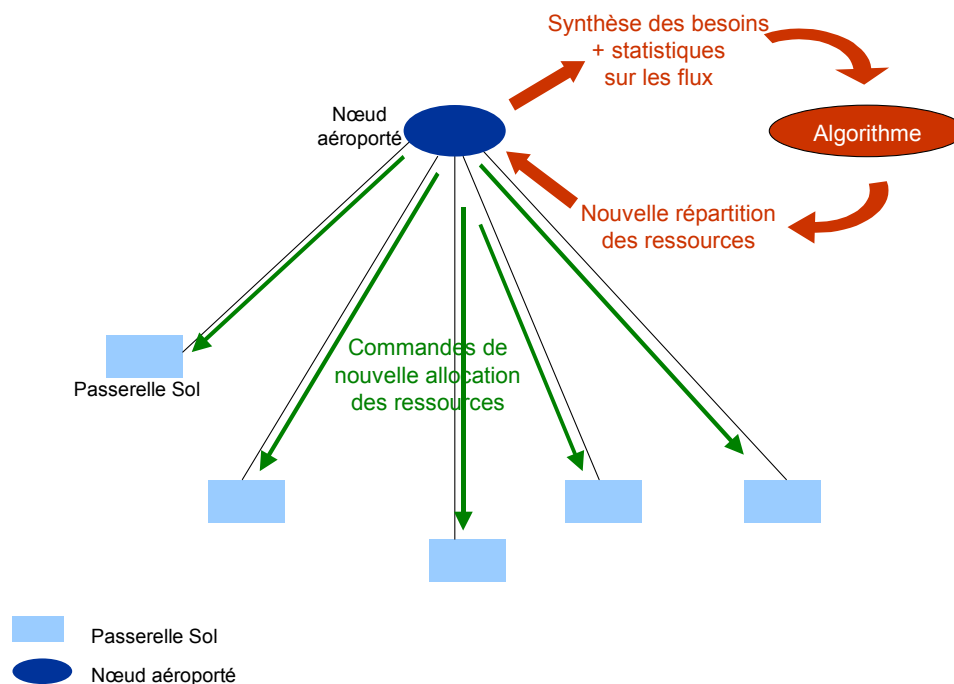 Synthèse des besoins
+ statistiques
sur les flux
Nœud
aéroporté
Algorithme
Nouvelle répartition
des ressources
Commandes de
nouvelle allocation
des ressources
Passerelle Sol
Passerelle Sol
Nœud aéroporté